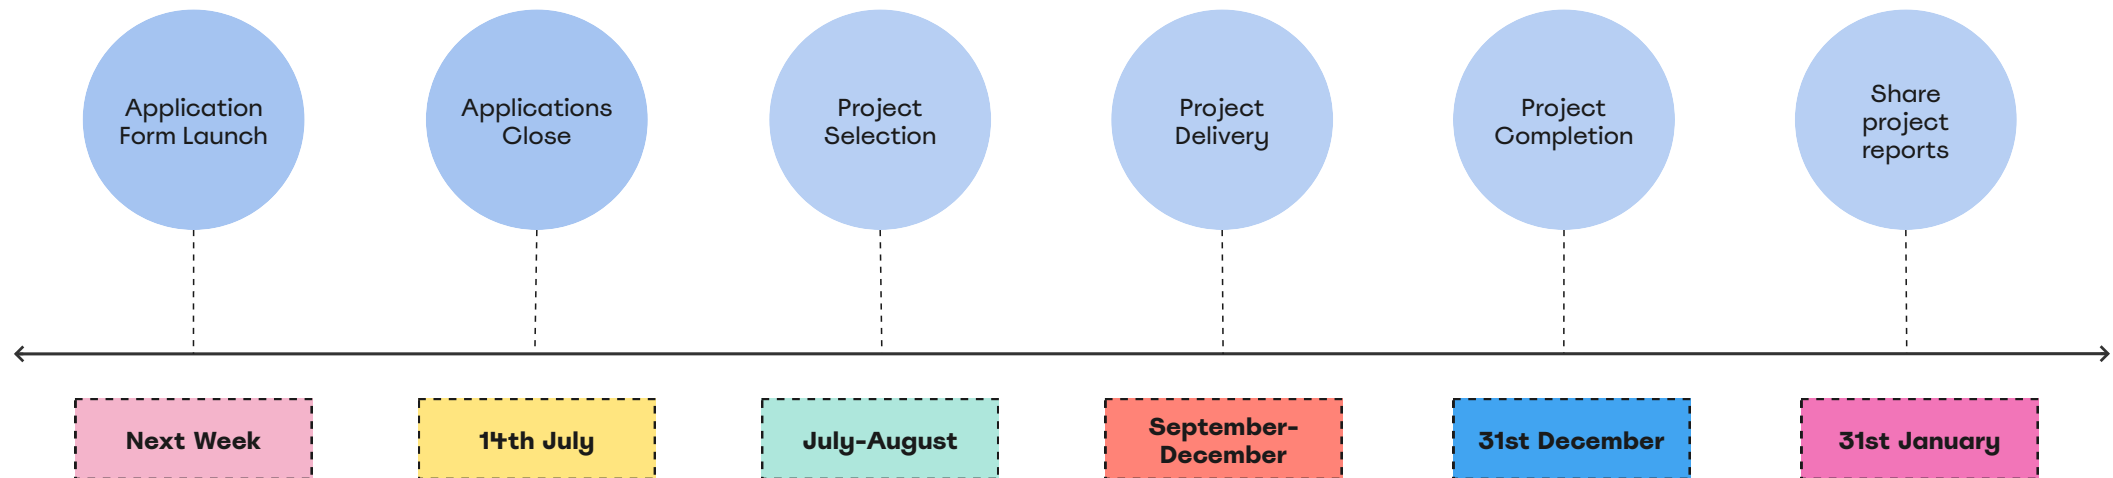 Application
Form Launch
Applications
Close
Project
Selection
Project
Delivery
Project
Completion
Share
project
reports
Next Week
14th July
July-August
September-
December
31st December
31st January